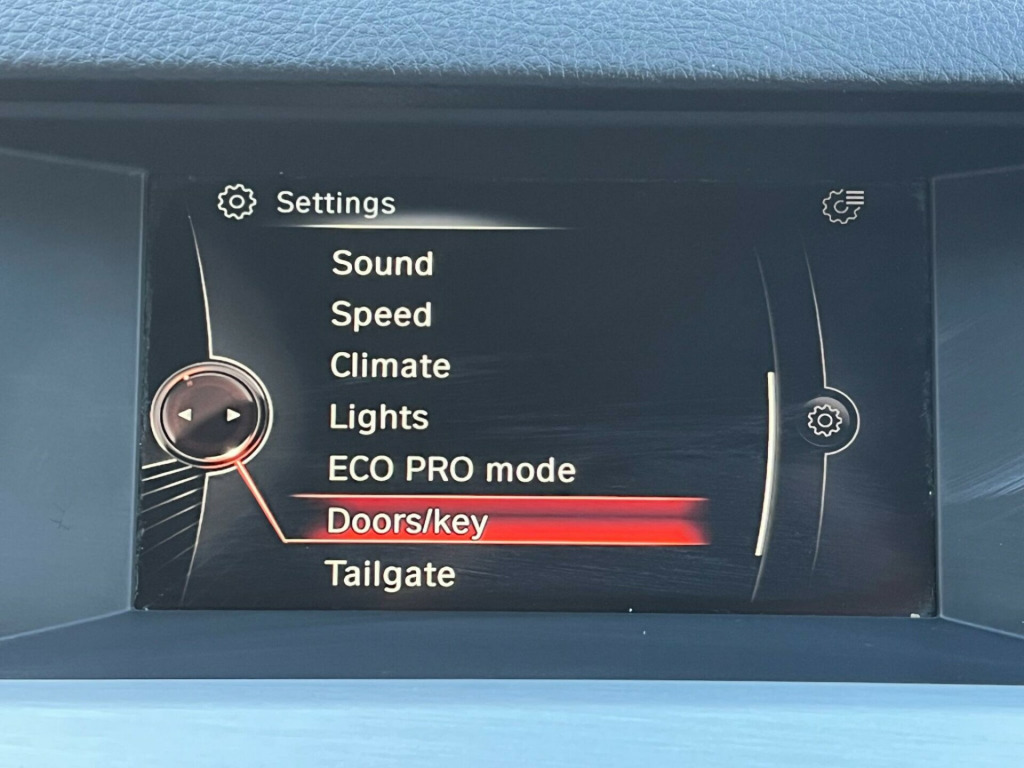 Settings
Sound
Speed
Climate
Lights
ECO PRO mode
Doors/key
Tailgate